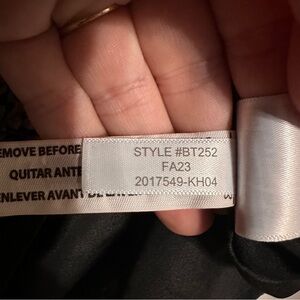 EMOVE BEFORE
QUITAR ANTE
ENLEVER AVANT
STYLE #BT252
FA23
2017549-KH04